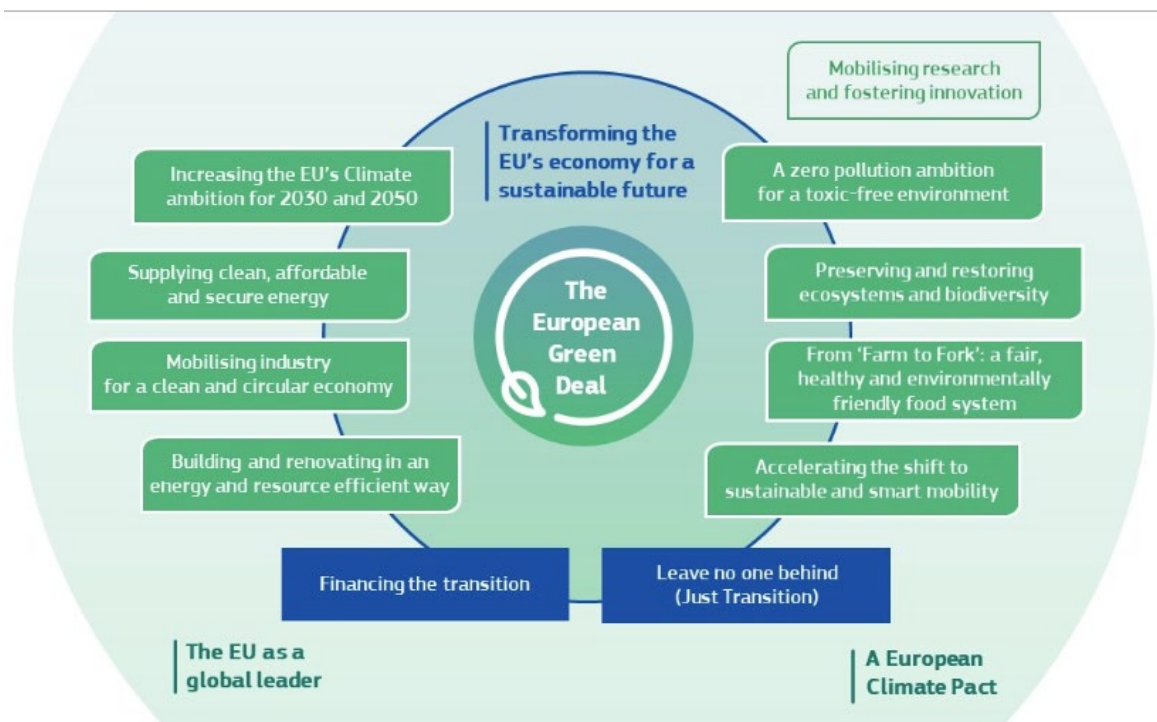 Mobilising research
and fostering innovation
Transforming the
EU's economy for a
sustainable future
Increasing the EU's Climate
ambition for 2030 and 2050
A zero pollution ambition
for a toxic-free environment
Supplying clean, affordable
and secure energy
Preserving and restoring
ecosystems and biodiversity
The
European
Green
Deal
Mobilising industry
for a clean and circular economy
From ‘Farm to Fork’: a fair,
healthy and environmentally
friendly food system
Building and renovating in an
energy and resource efficient way
Accelerating the shift to
sustainable and smart mobility
Financing the transition
Leave no one behind
(Just Transition)
The EU as a
global leader
A European
Climate Pact